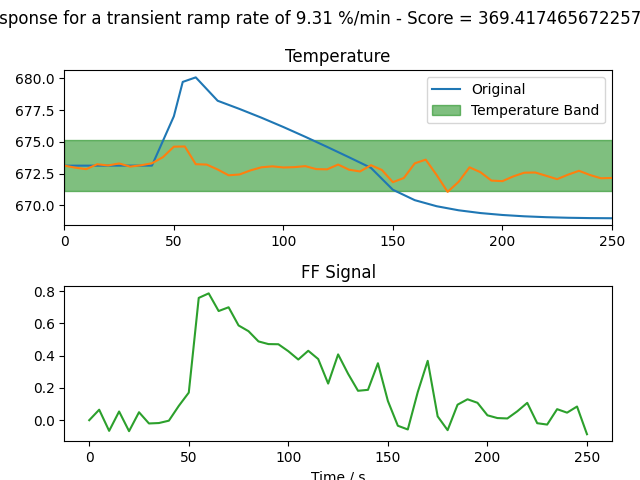 sponse for a transient ramp rate of 9.31 %/min - Score = 369.417465672257
Temperature
680.0
677.5
675.0
672.5
670.0
Original
Temperature Band
0 50 100 150 200 250
FF Signal
0.8
0.6
0.4
0.2
0.0
0 50 100 150 200 250
Time / s